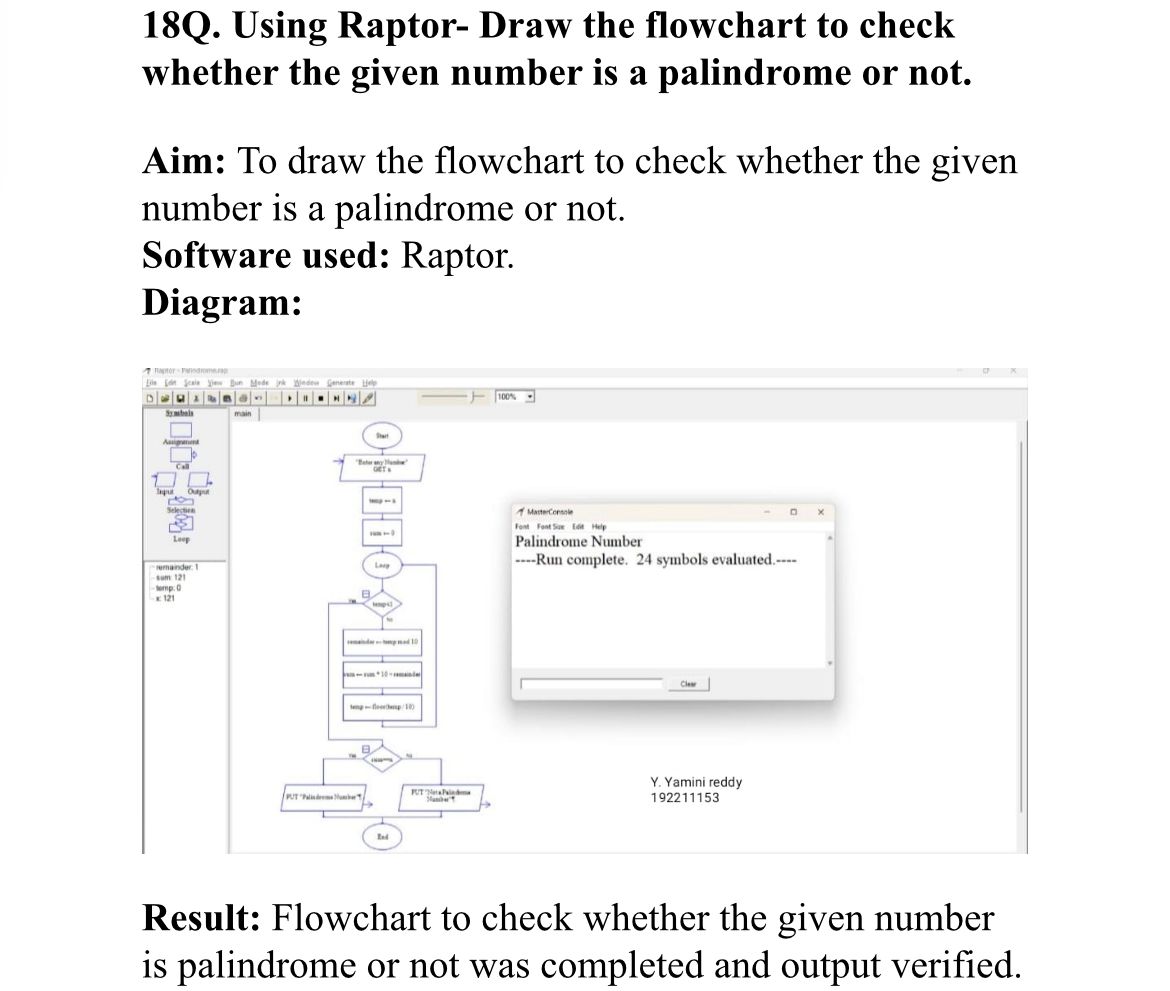 18Q. Using Raptor- Draw the flowchart to check
whether the given number is a palindrome or not.
Aim: To draw the flowchart to check whether the given
number is a palindrome or not.
Software used: Raptor.
Diagram:
Raptor - Palindrome.rap
File Edit Scale View Run Mode Ink Window Generate Help
100%
Symbols
main
Assignment
Call
Input Output
Selection
Loop
remainder: 1
sum: 121
temp: 0
x: 121
Start
"Enter any Number"
GET x
temp ← x
sum ← 0
Loop
Yes
No
remainder ← temp mod 10
sum ← sum * 10 + remainder
temp ← floor(temp / 10)
Yes
No
PUT "Palindrome Number"¶
PUT "Not a Palindrome
Number"¶
End
MasterConsole
Font Font Size Edit Help
Palindrome Number
----Run complete. 24 symbols evaluated.----
Clear
Y. Yamini reddy
192211153
Result: Flowchart to check whether the given number
is palindrome or not was completed and output verified.